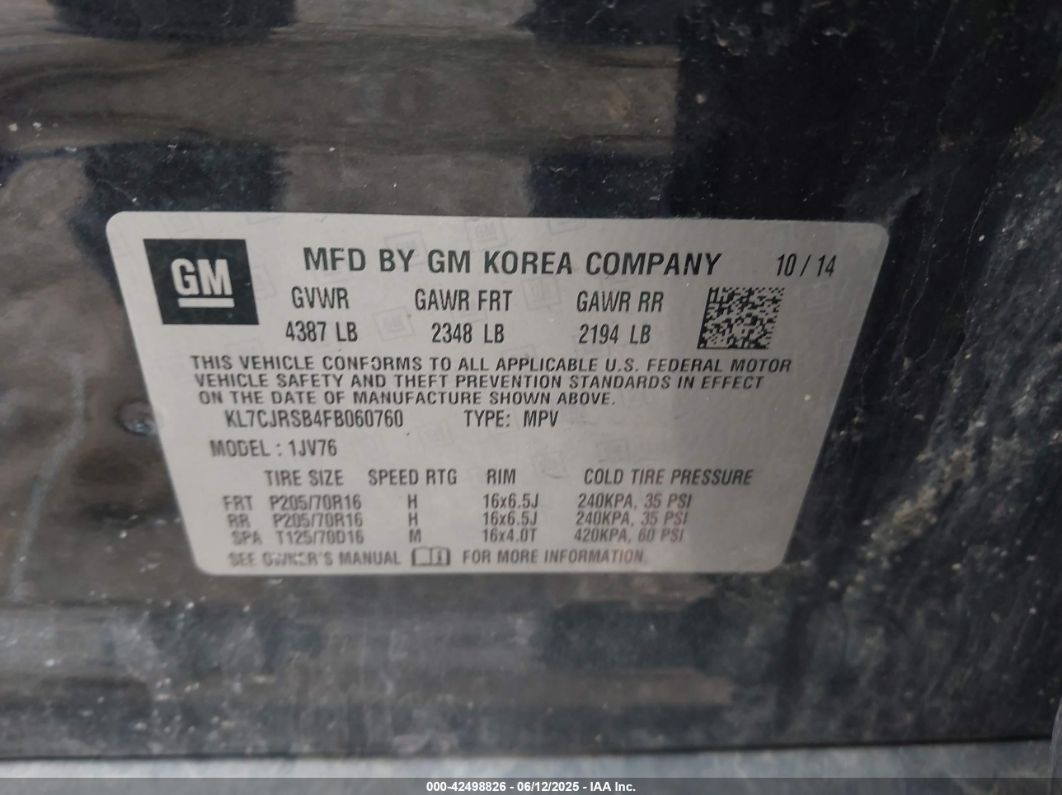 GM
MFD BY GM KOREA COMPANY 10 / 14
GVWR GAWR FRT GAWR RR
4387 LB 2348 LB 2194 LB
THIS VEHICLE CONFORMS TO ALL APPLICABLE U.S. FEDERAL MOTOR
VEHICLE SAFETY AND THEFT PREVENTION STANDARDS IN EFFECT
ON THE DATE OF MANUFACTURE SHOWN ABOVE.
KL7CJRSB4FB060760 TYPE: MPV
MODEL : 1JV76
TIRE SIZE SPEED RTG RIM COLD TIRE PRESSURE
FRT P205/70R16 H 16x6.5J 240KPA, 35 PSI
RR P205/70R16 H 16x6.5J 240KPA, 35 PSI
SPA T125/70D16 M 16x4.0T 420KPA, 60 PSI
SEE OWNER'S MANUAL FOR MORE INFORMATION.
000-42498826 - 06/12/2025 - IAA Inc.